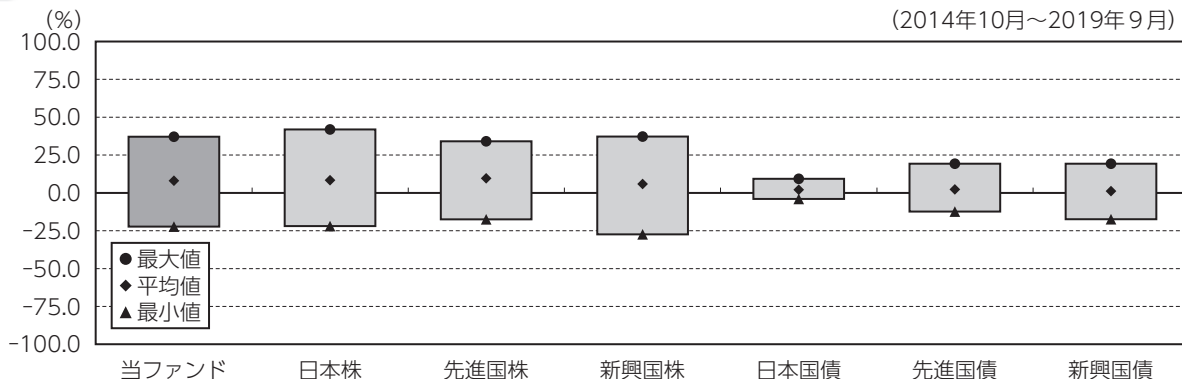 (%)
(2014年10月～2019年9月)
100.0
75.0
50.0
25.0
0.0
-25.0
-50.0
-75.0
-100.0
●最大値
◆平均値
▲最小値
当ファンド 日本株 先進国株 新興国株 日本国債 先進国債 新興国債